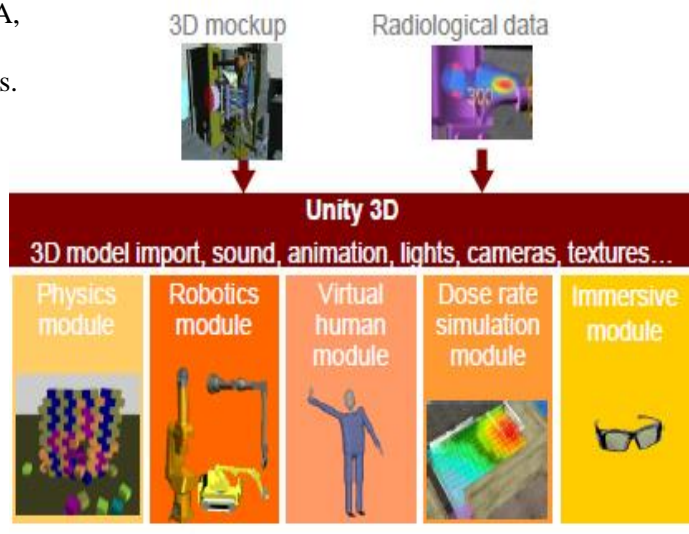 A,
s.
3D mockup
Radiological data
300
Unity 3D
3D model import, sound, animation, lights, cameras, textures...
Physics
module
Robotics
module
Virtual
human
module
Dose rate
simulation
module
Immersive
module